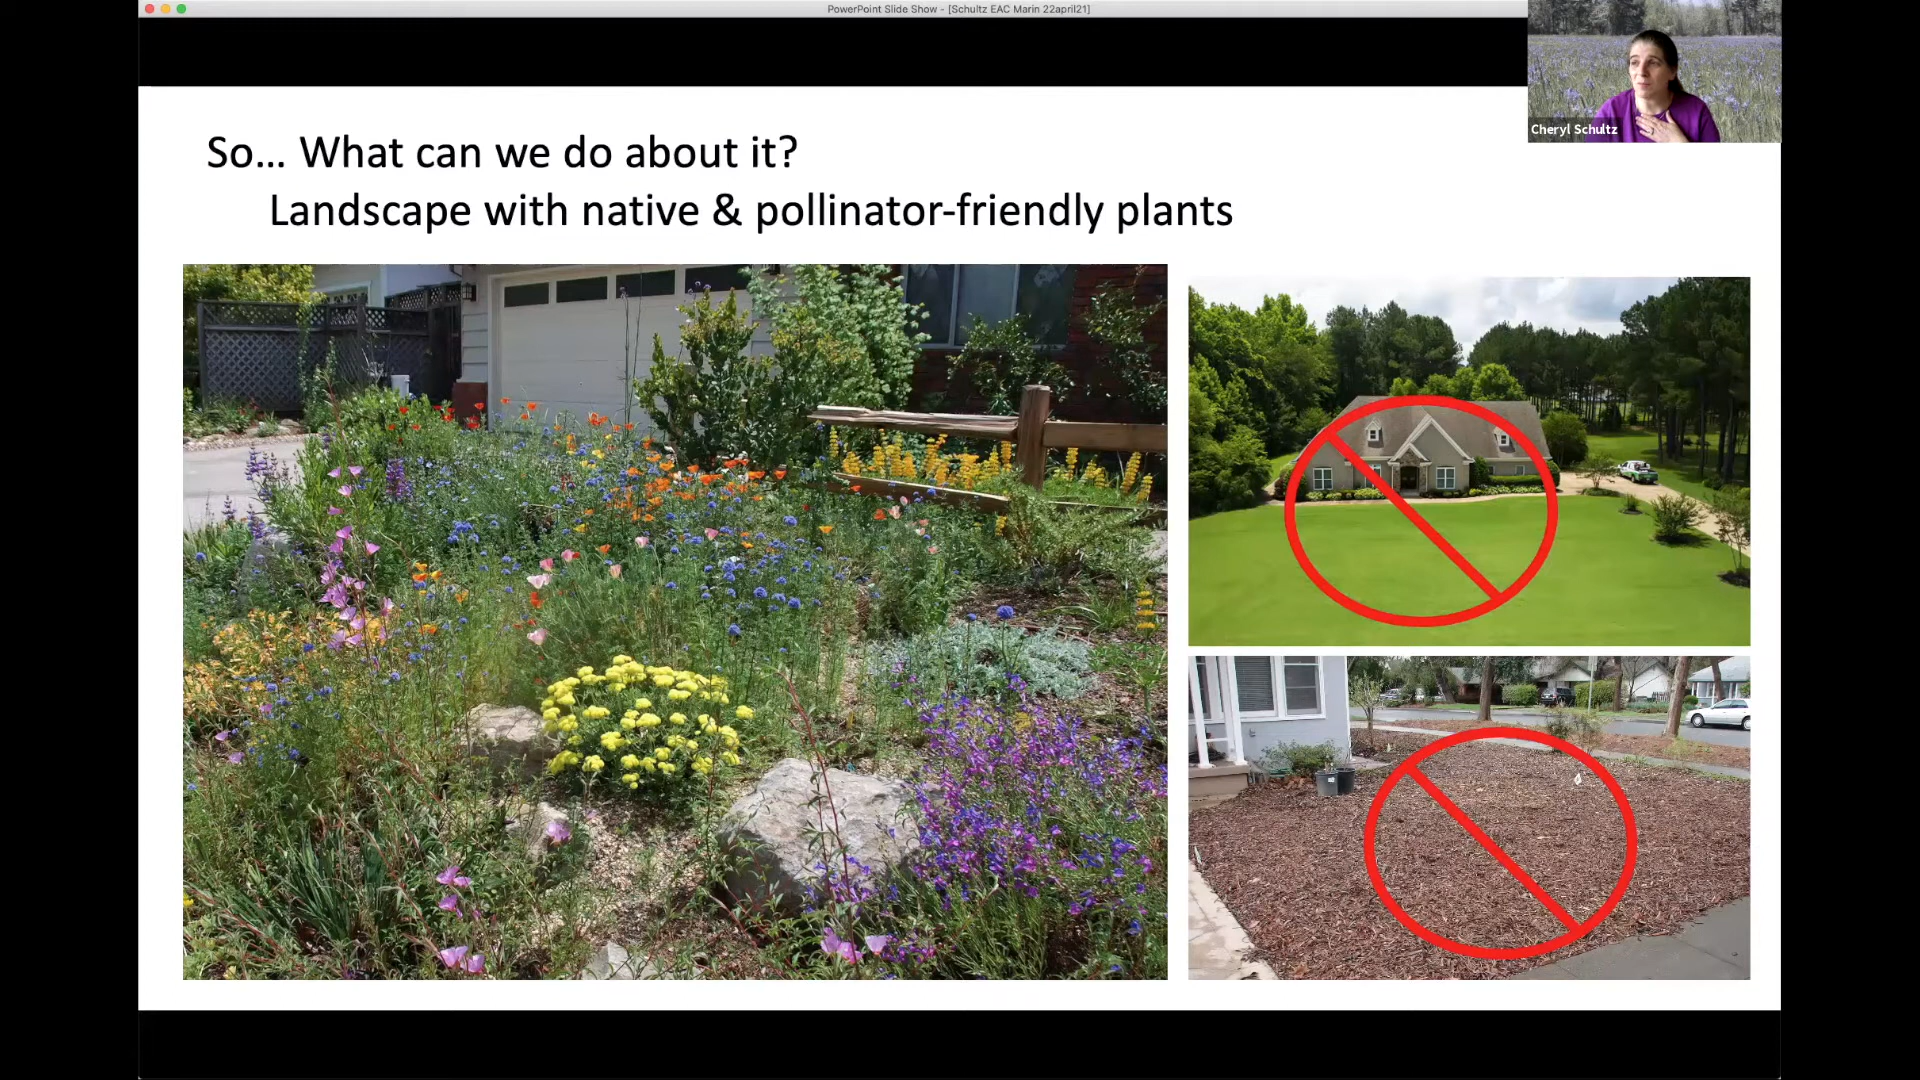 PowerPoint Slide Show - [Schultz EAC Marin 22april21]
Cheryl Schultz
So... What can we do about it?
Landscape with native & pollinator-friendly plants